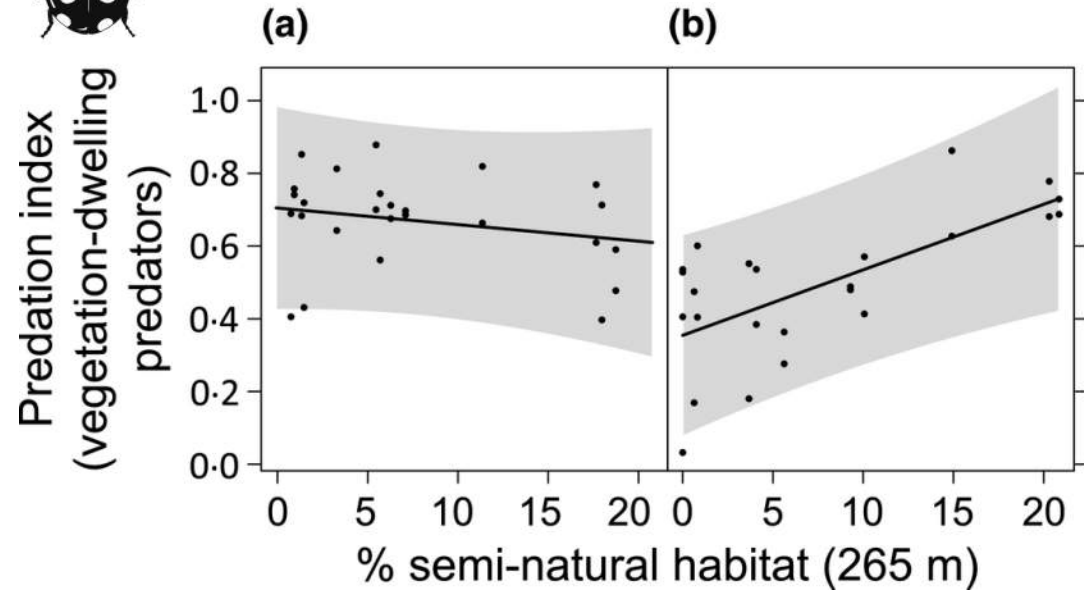 (a) (b)
Predation index
(vegetation-dwelling
predators)
1·0
0·8
0·6
0·4
0·2
0·0
0 5 10 15 20 0 5 10 15 20
% semi-natural habitat (265 m)